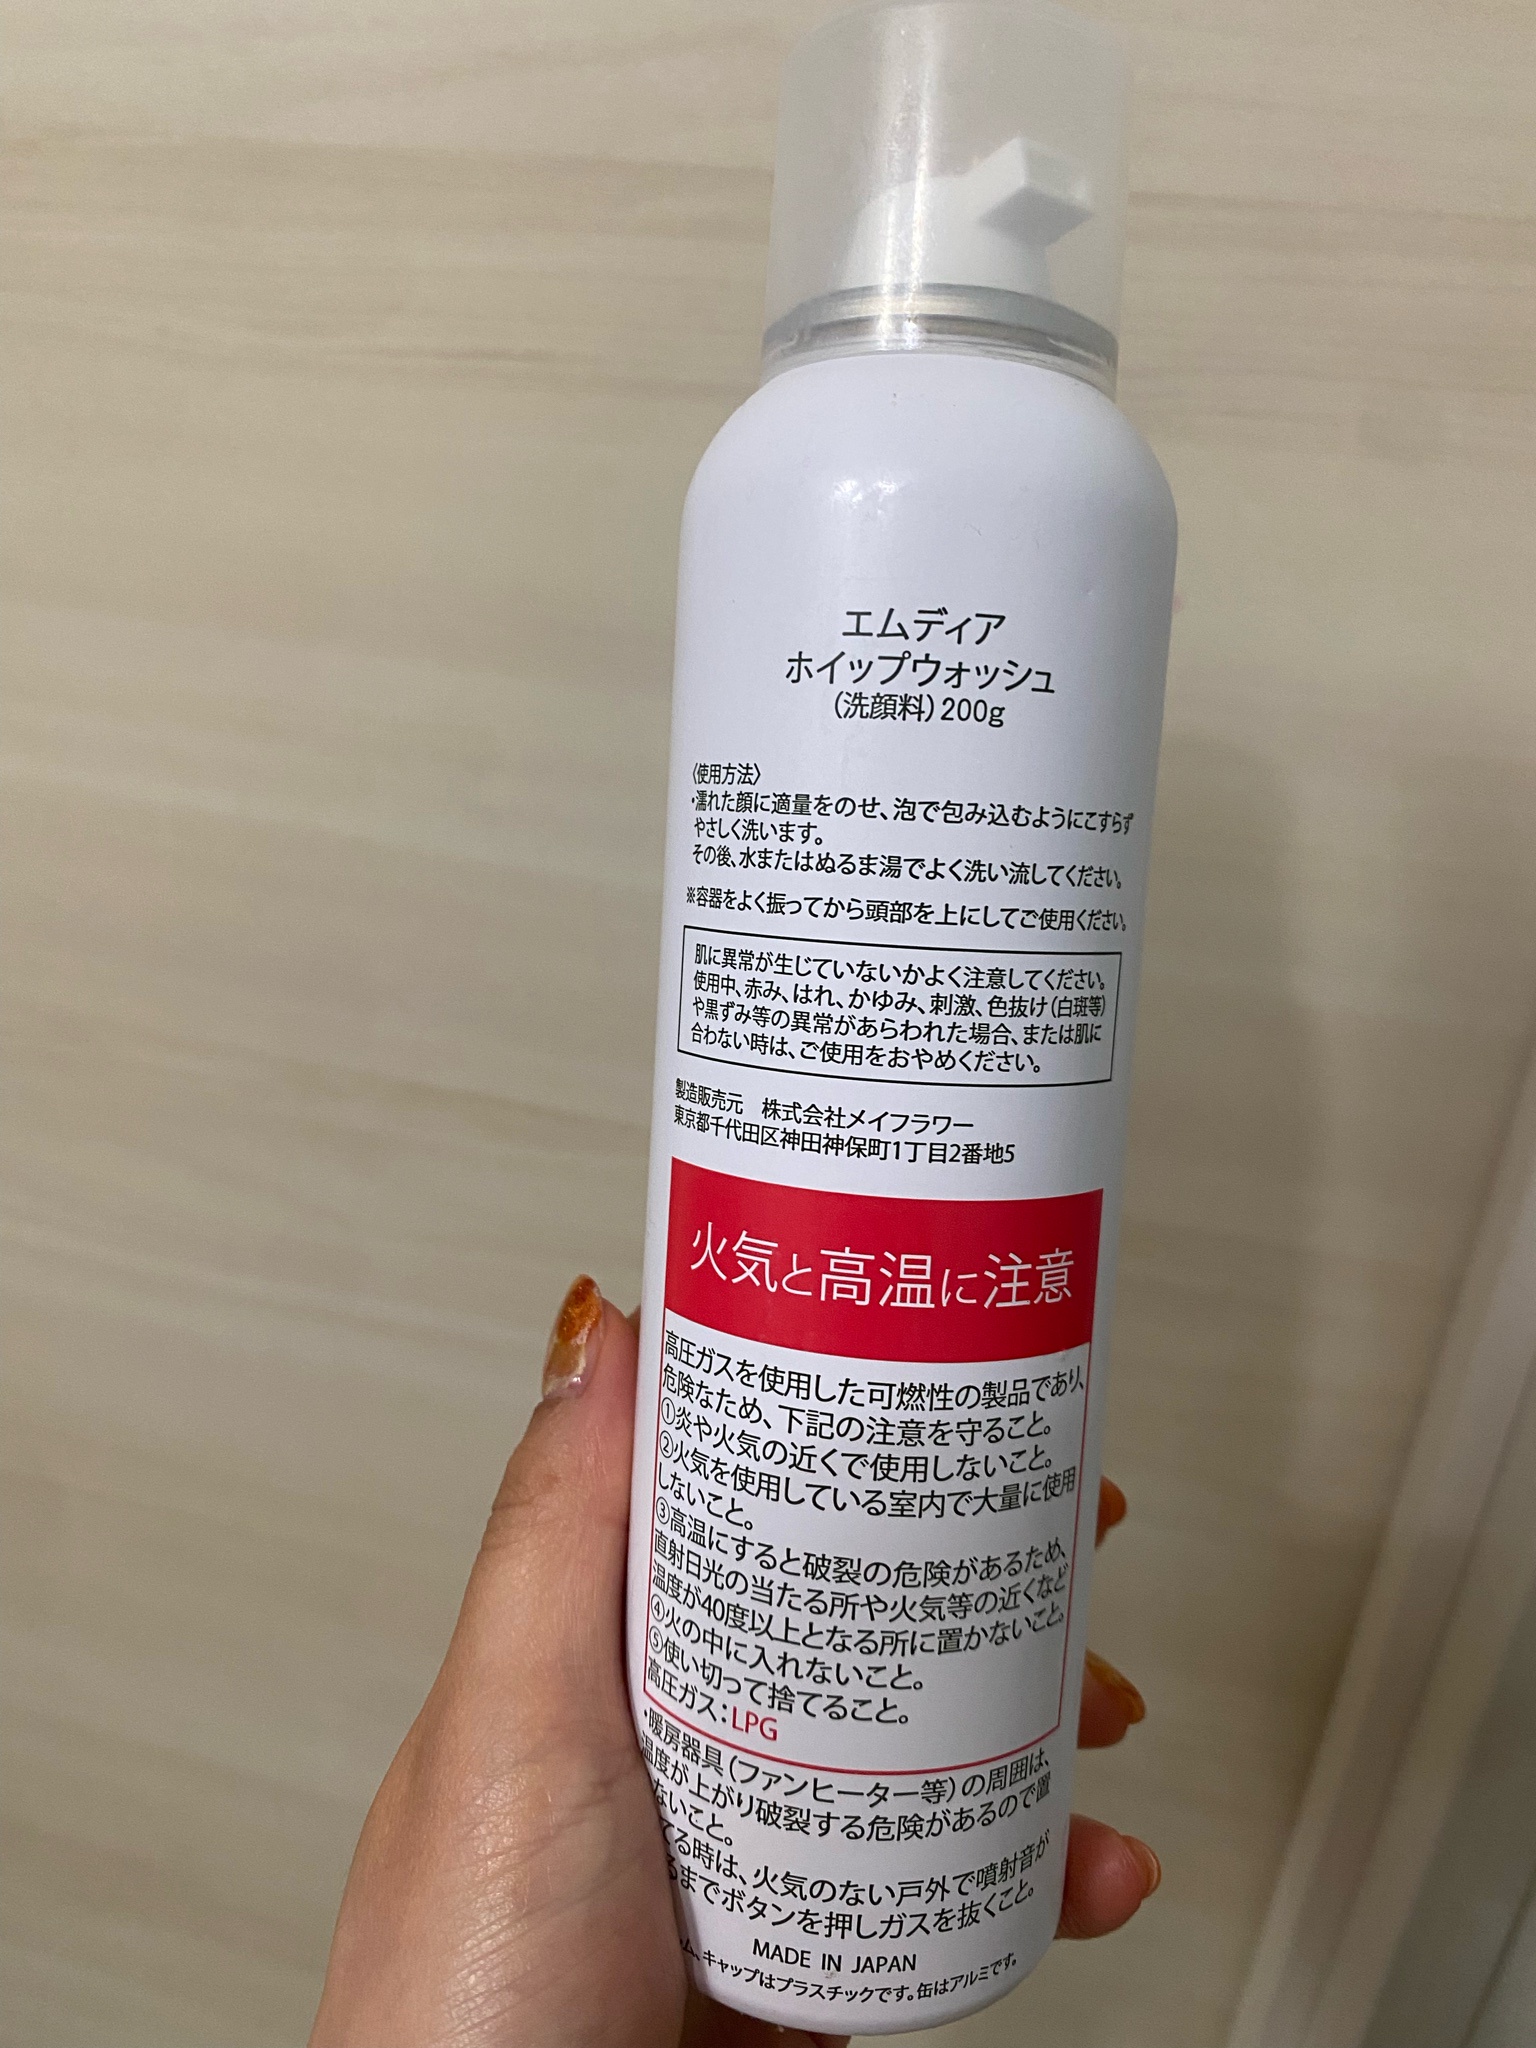 エムディア
ホイップウォッシュ
(洗顔料)200g
〈使用方法〉
・濡れた顔に適量をのせ、泡で包み込むようにこすらず
やさしく洗います。
その後、水またはぬるま湯でよく洗い流してください。
※容器をよく振ってから頭部を上にしてご使用ください。
肌に異常が生じていないかよく注意してください。
使用中、赤み、はれ、かゆみ、刺激、色抜け(白斑等)
や黒ずみ等の異常があらわれた場合、または肌に
合わない時は、ご使用をおやめください。
製造販売元 株式会社メイフラワー
東京都千代田区神田神保町1丁目2番地5
火気と高温に注意
高圧ガスを使用した可燃性の製品であり、
危険なため、下記の注意を守ること。
①炎や火気の近くで使用しないこと。
②火気を使用している室内で大量に使用
しないこと。
③高温にすると破裂の危険があるため、
直射日光の当たる所や火気等の近くなど
温度が40度以上となる所に置かないこと。
④火の中に入れないこと。
⑤使い切って捨てること。
高圧ガス:LPG
・暖房器具(ファンヒーター等)の周囲は、
温度が上がり破裂する危険があるので置
ないこと。
てる時は、火気のない戸外で噴射音が
るまでボタンを押しガスを抜くこと。
MADE IN JAPAN
ム、キャップはプラスチックです。缶はアルミです。